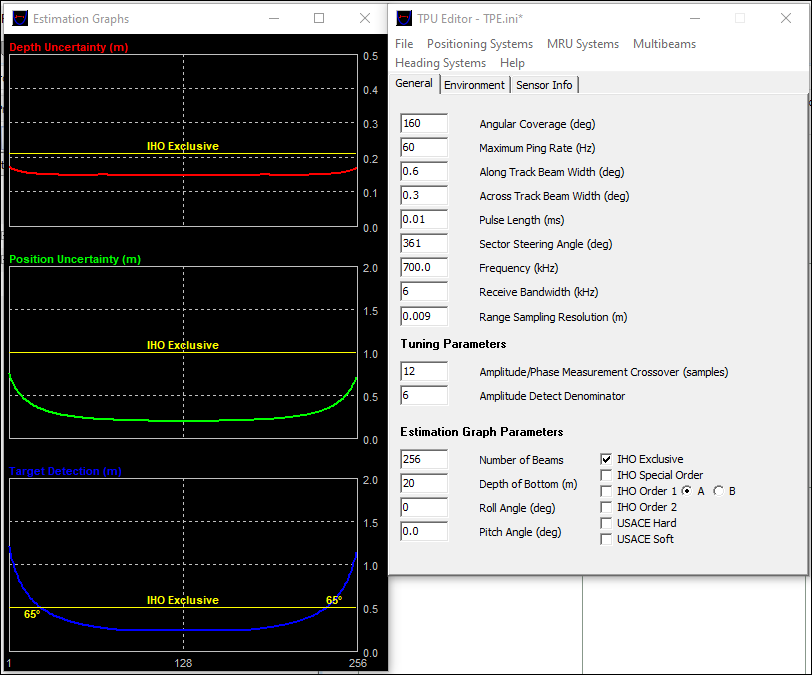 Estimation Graphs
Depth Uncertainty (m)
0.5
0.4
0.3
IHO Exclusive
0.2
0.1
0.0
Position Uncertainty (m)
2.0
1.5
IHO Exclusive
1.0
0.5
0.0
Target Detection (m)
2.0
1.5
1.0
IHO Exclusive
65°
65°
0.5
0.0
1
128
256
TPU Editor - TPE.ini*
File Positioning Systems MRU Systems Multibeams
Heading Systems Help
General Environment Sensor Info
160 Angular Coverage (deg)
60 Maximum Ping Rate (Hz)
0.6 Along Track Beam Width (deg)
0.3 Across Track Beam Width (deg)
0.01 Pulse Length (ms)
361 Sector Steering Angle (deg)
700.0 Frequency (kHz)
6 Receive Bandwidth (kHz)
0.009 Range Sampling Resolution (m)
Tuning Parameters
12 Amplitude/Phase Measurement Crossover (samples)
6 Amplitude Detect Denominator
Estimation Graph Parameters
256 Number of Beams
20 Depth of Bottom (m)
0 Roll Angle (deg)
0.0 Pitch Angle (deg)
IHO Exclusive
IHO Special Order
IHO Order 1 A B
IHO Order 2
USACE Hard
USACE Soft